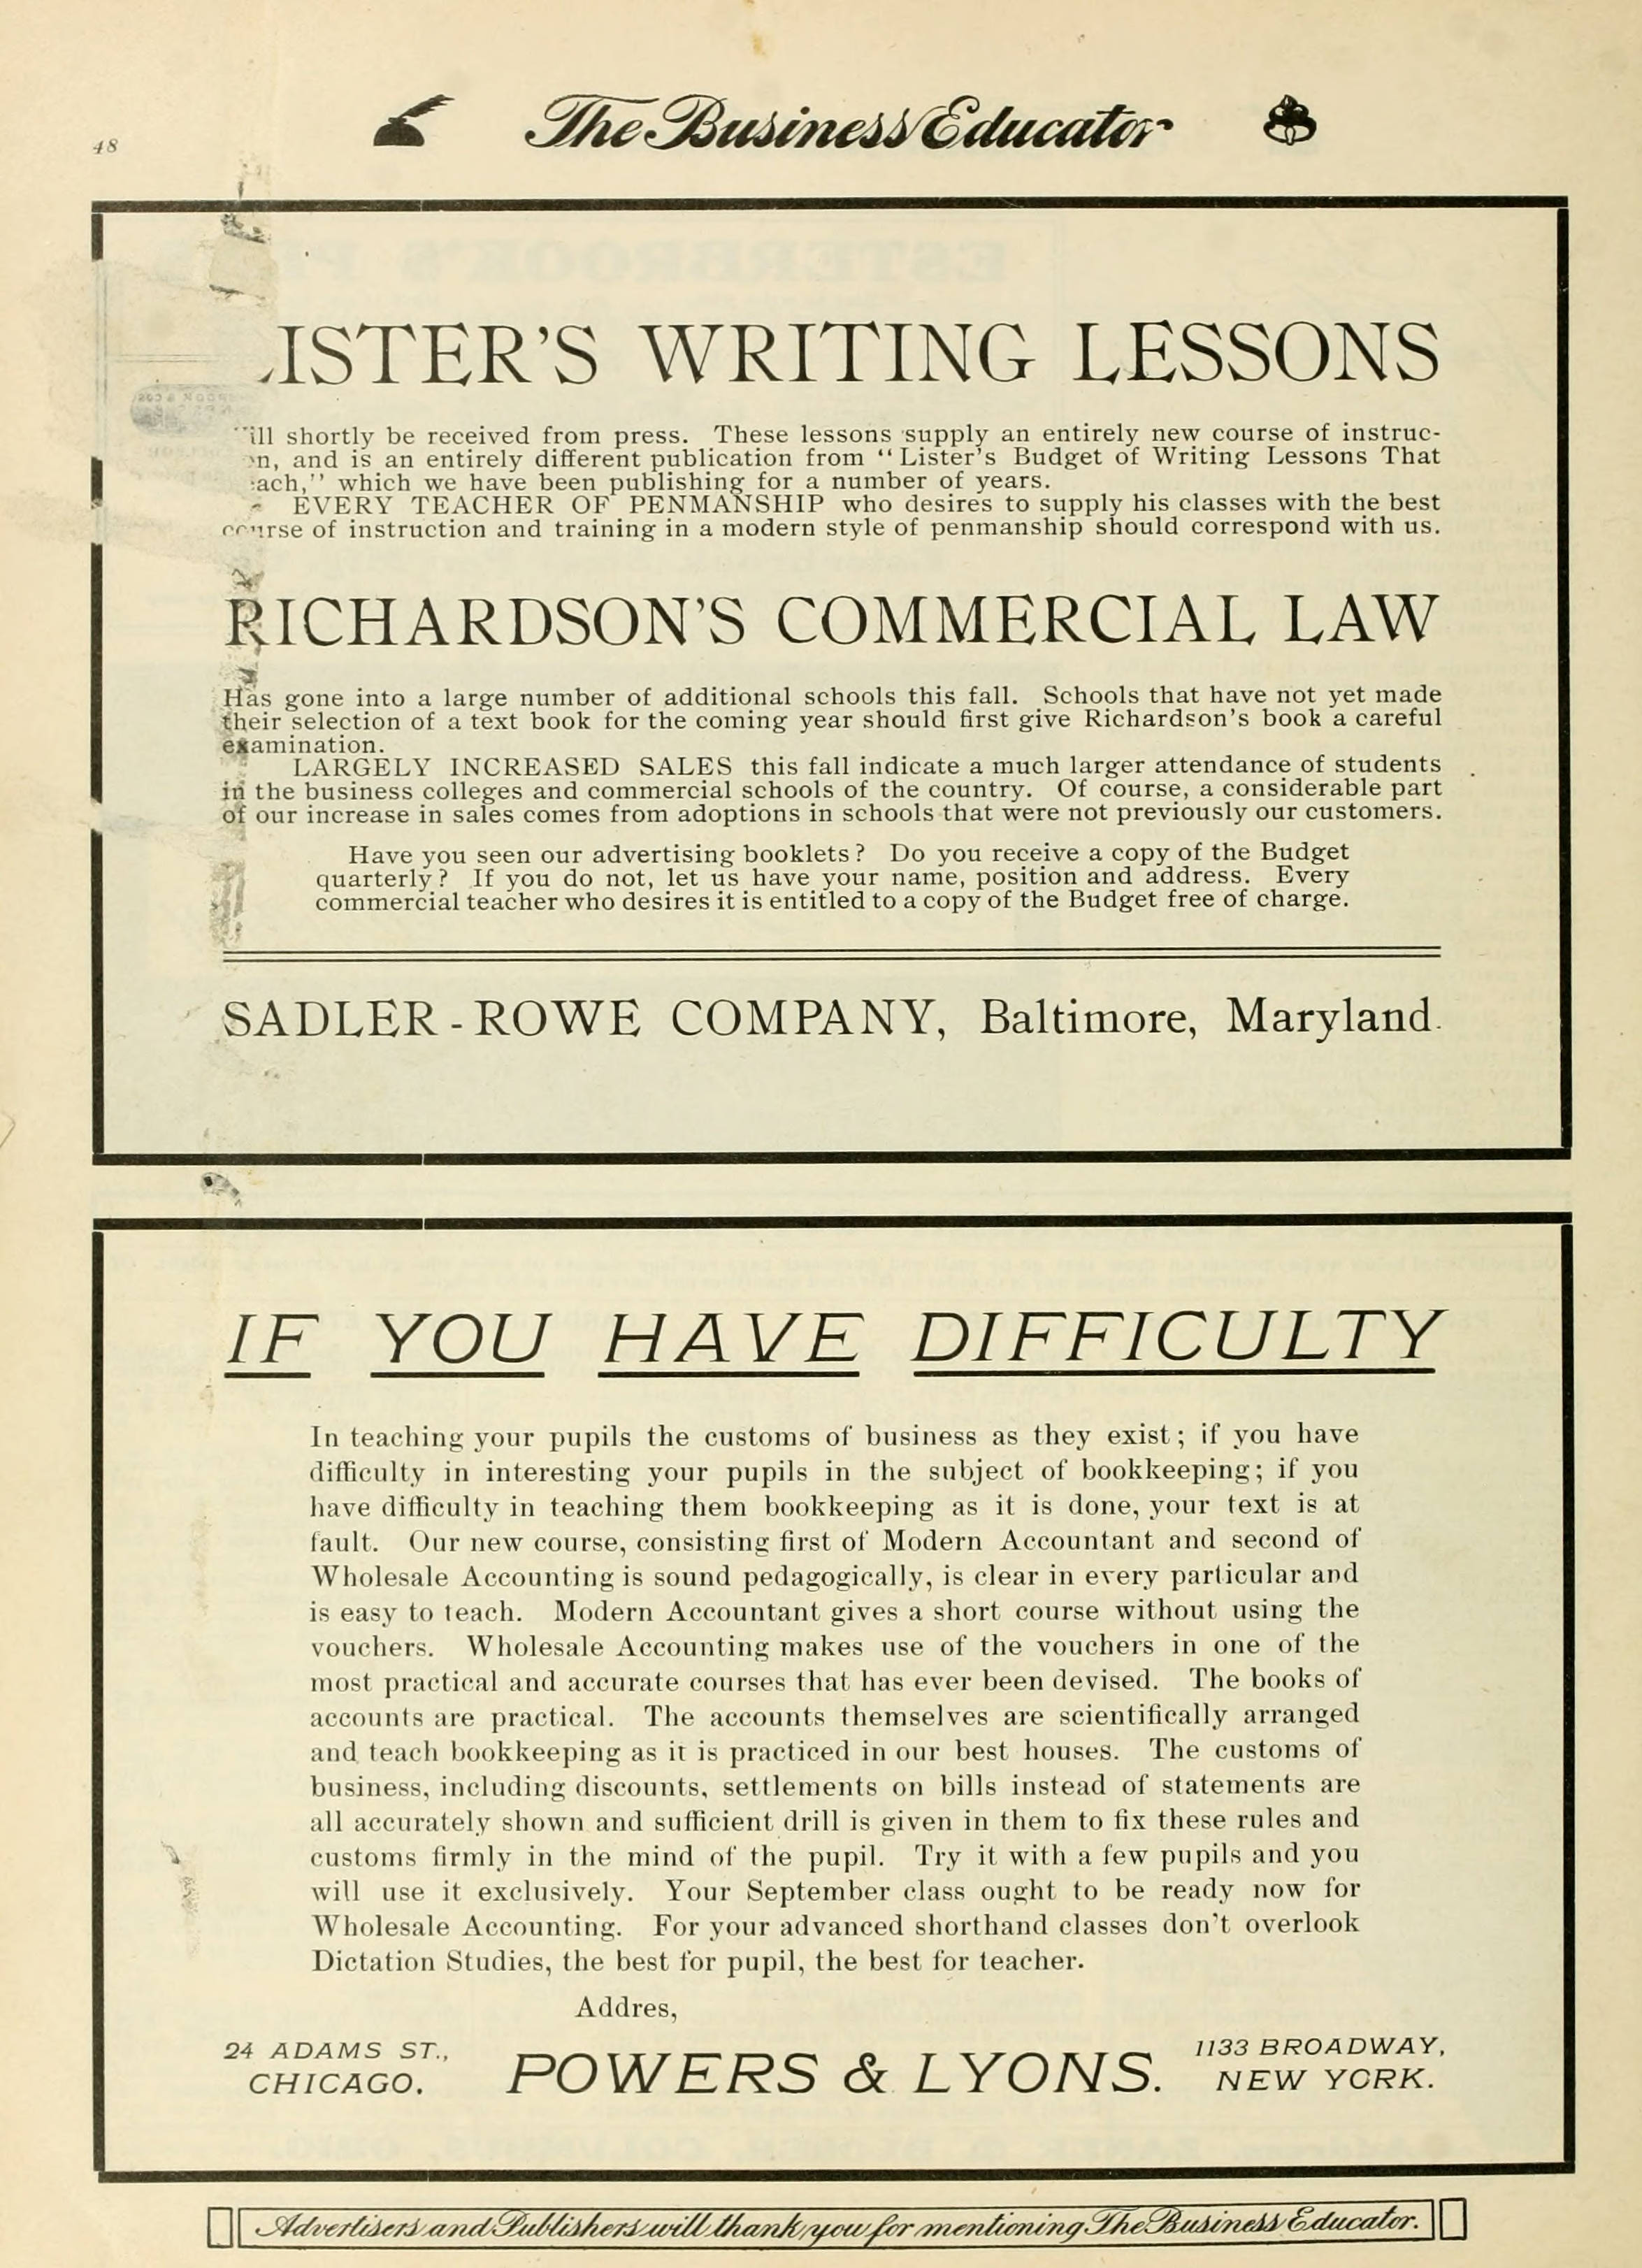 48
The Business Educator
LISTER'S WRITING LESSONS
Will shortly be received from press. These lessons supply an entirely new course of instruc-
tion, and is an entirely different publication from "Lister's Budget of Writing Lessons That
Teach," which we have been publishing for a number of years.
EVERY TEACHER OF PENMANSHIP who desires to supply his classes with the best
course of instruction and training in a modern style of penmanship should correspond with us.
RICHARDSON'S COMMERCIAL LAW
Has gone into a large number of additional schools this fall. Schools that have not yet made
their selection of a text book for the coming year should first give Richardson's book a careful
examination.
LARGELY INCREASED SALES this fall indicate a much larger attendance of students
in the business colleges and commercial schools of the country. Of course, a considerable part
of our increase in sales comes from adoptions in schools that were not previously our customers.
Have you seen our advertising booklets? Do you receive a copy of the Budget
quarterly? If you do not, let us have your name, position and address. Every
commercial teacher who desires it is entitled to a copy of the Budget free of charge.
SADLER-ROWE COMPANY, Baltimore, Maryland.
IF YOU HAVE DIFFICULTY
In teaching your pupils the customs of business as they exist; if you have
difficulty in interesting your pupils in the subject of bookkeeping; if you
have difficulty in teaching them bookkeeping as it is done, your text is at
fault. Our new course, consisting first of Modern Accountant and second of
Wholesale Accounting is sound pedagogically, is clear in every particular and
is easy to teach. Modern Accountant gives a short course without using the
vouchers. Wholesale Accounting makes use of the vouchers in one of the
most practical and accurate courses that has ever been devised. The books of
accounts are practical. The accounts themselves are scientifically arranged
and teach bookkeeping as it is practiced in our best houses. The customs of
business, including discounts, settlements on bills instead of statements are
all accurately shown and sufficient drill is given in them to fix these rules and
customs firmly in the mind of the pupil. Try it with a few pupils and you
will use it exclusively. Your September class ought to be ready now for
Wholesale Accounting. For your advanced shorthand classes don't overlook
Dictation Studies, the best for pupil, the best for teacher.
Addres,
24 ADAMS ST.,
CHICAGO.
POWERS & LYONS.
1133 BROADWAY,
NEW YORK.
Advertisers and Publishers will thank you for mentioning The Business Educator.